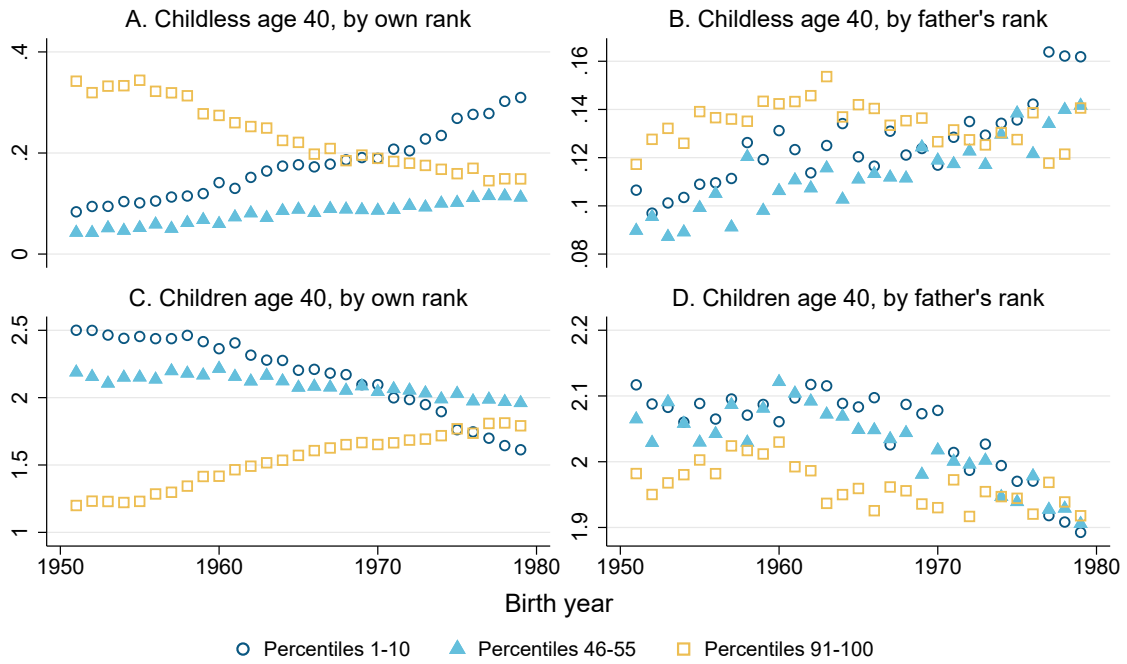 A. Childless age 40, by own rank
B. Childless age 40, by father's rank
.4
.2
0
.16
.14
.12
.1
.08
C. Children age 40, by own rank
D. Children age 40, by father's rank
2.5
2
1.5
1
2.2
2.1
2
1.9
1950 1960 1970 1980
1950 1960 1970 1980
Birth year
Percentiles 1-10 Percentiles 46-55 Percentiles 91-100